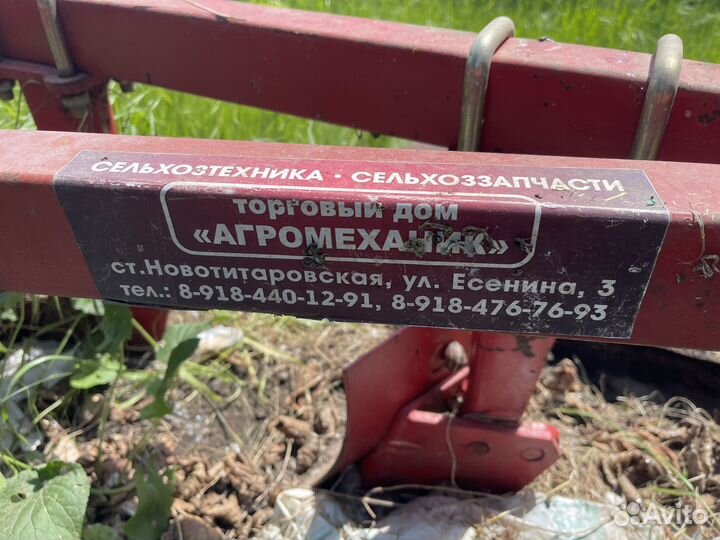 СЕЛЬХОЗТЕХНИКА · СЕЛЬХОЗЗАПЧАСТИ
ТОРГОВЫЙ ДОМ
«АГРОМЕХАНИК»
ст.Новотитаровская, ул. Есенина, 3
тел.: 8-918-440-12-91, 8-918-476-76-93
Avito